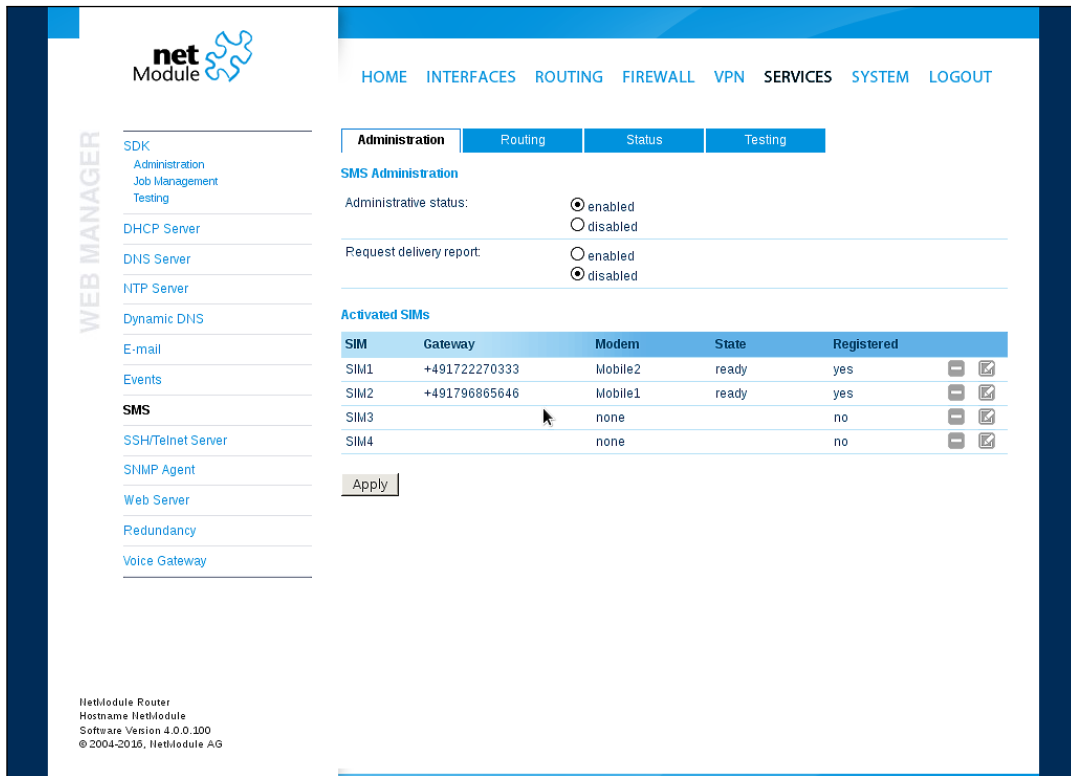 net
Module
HOME INTERFACES ROUTING FIREWALL VPN SERVICES SYSTEM LOGOUT
WEB MANAGER
SDK
Administration
Job Management
Testing
DHCP Server
DNS Server
NTP Server
Dynamic DNS
E-mail
Events
SMS
SSH/Telnet Server
SNMP Agent
Web Server
Redundancy
Voice Gateway
Administration Routing Status Testing
SMS Administration
Administrative status: enabled
disabled
Request delivery report: enabled
disabled
Activated SIMs
SIM Gateway Modem State Registered
SIM1 +491722270333 Mobile2 ready yes
SIM2 +491796865646 Mobile1 ready yes
SIM3 none no
SIM4 none no
Apply
NetModule Router
Hostname NetModule
Software Version 4.0.0.100
© 2004-2016, NetModule AG